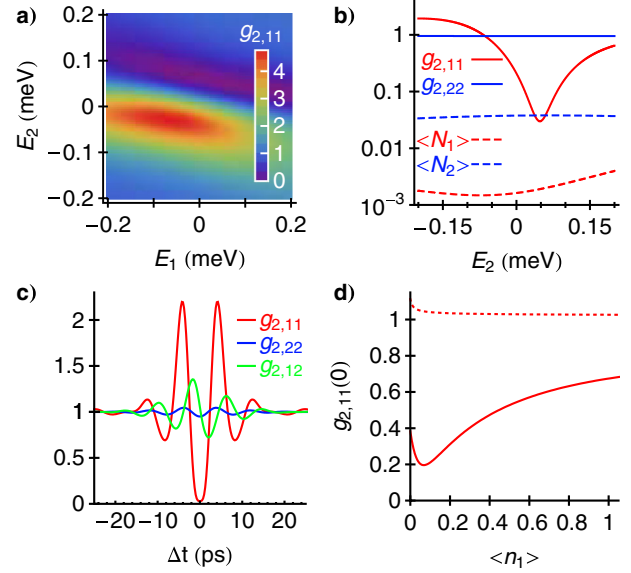 a)
g2,11
E2 (meV)
0.2
0.1
0
−0.1
−0.2
4
3
2
1
0
−0.2
0
0.2
E1 (meV)
b)
1
0.1
0.01
10−3
g2,11
g2,22
<N1>
<N2>
−0.15
0
0.15
E2 (meV)
c)
g2,11
g2,22
g2,12
2
1.5
1
0.5
0
−20
−10
0
10
20
Δt (ps)
d)
g2,11(0)
1
0.8
0.6
0.4
0.2
0
0
0.2
0.4
0.6
0.8
1
<n1>